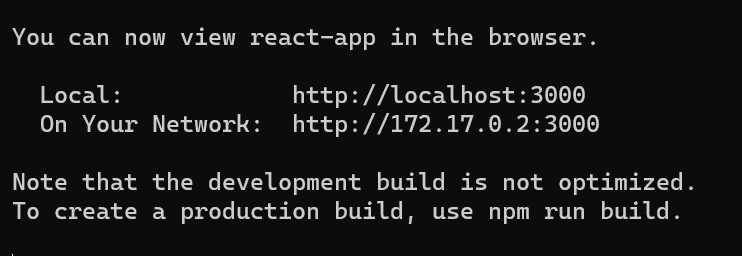 You can now view react-app in the browser.
Local:            http://localhost:3000
On Your Network:  http://172.17.0.2:3000
Note that the development build is not optimized.
To create a production build, use npm run build.